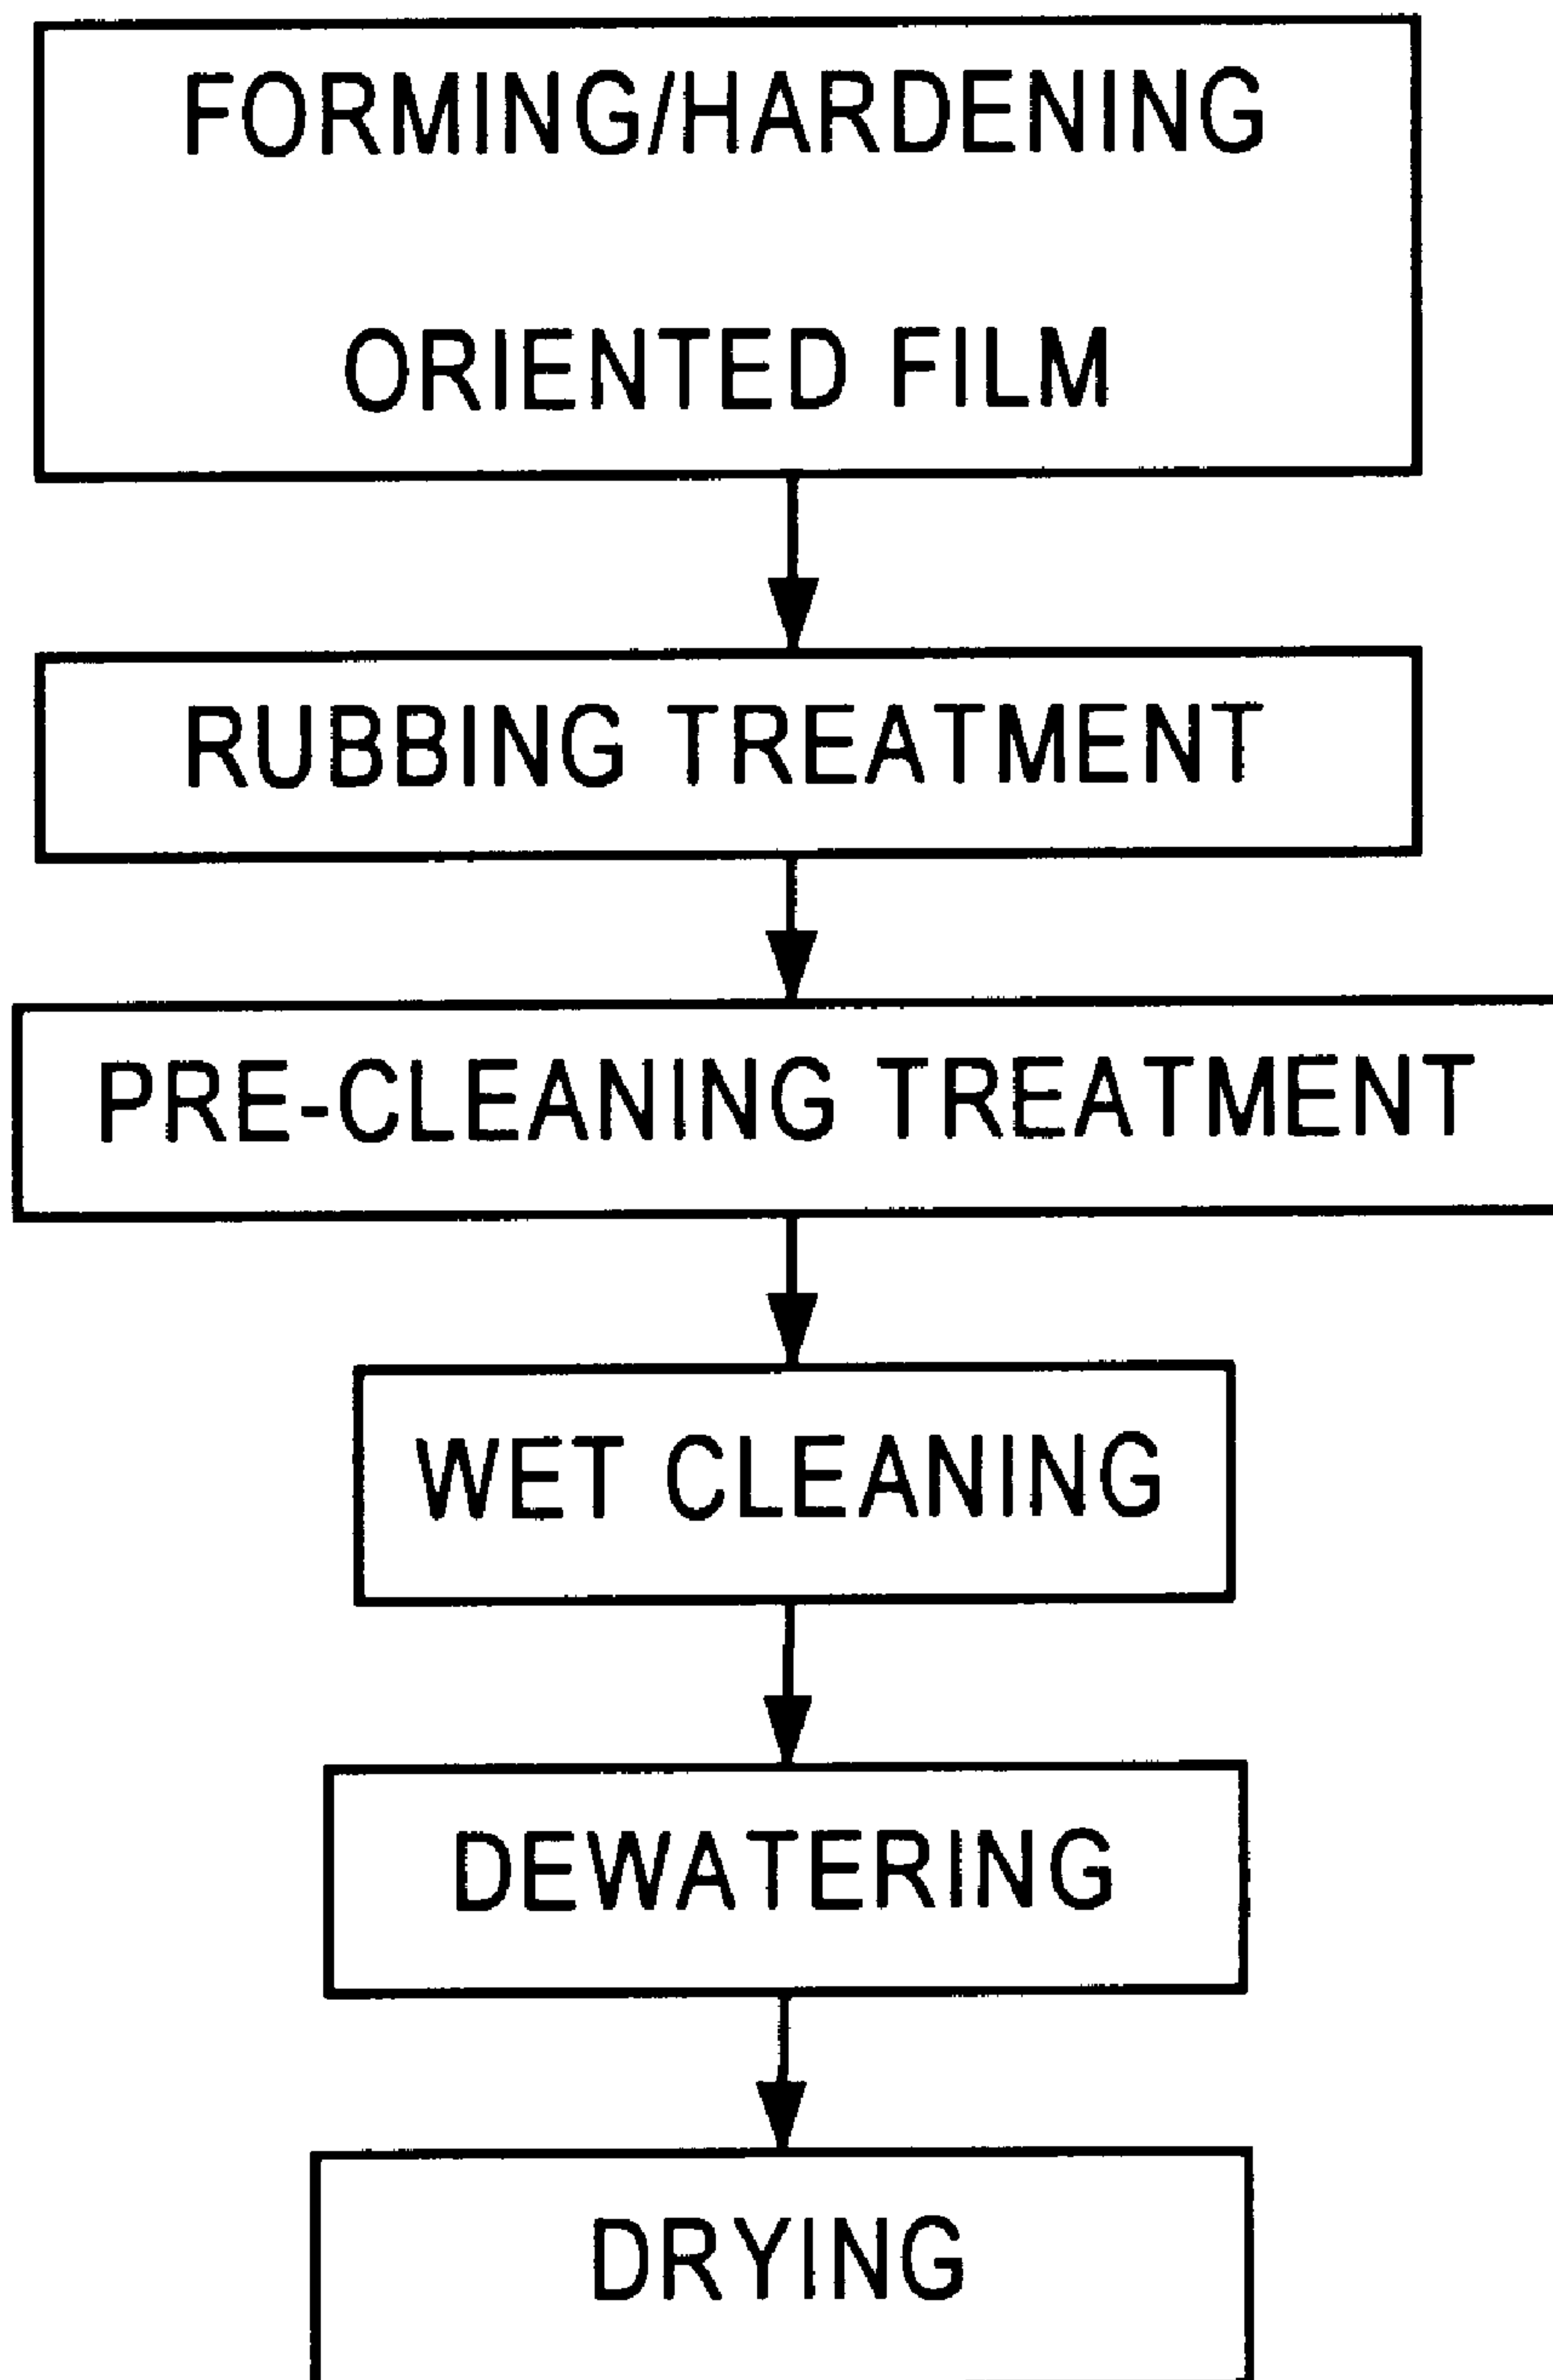 FORMING/HARDENING
ORIENTED FILM
RUBBING TREATMENT
PRE-CLEANING TREATMENT
WET CLEANING
DEWATERING
DRYING